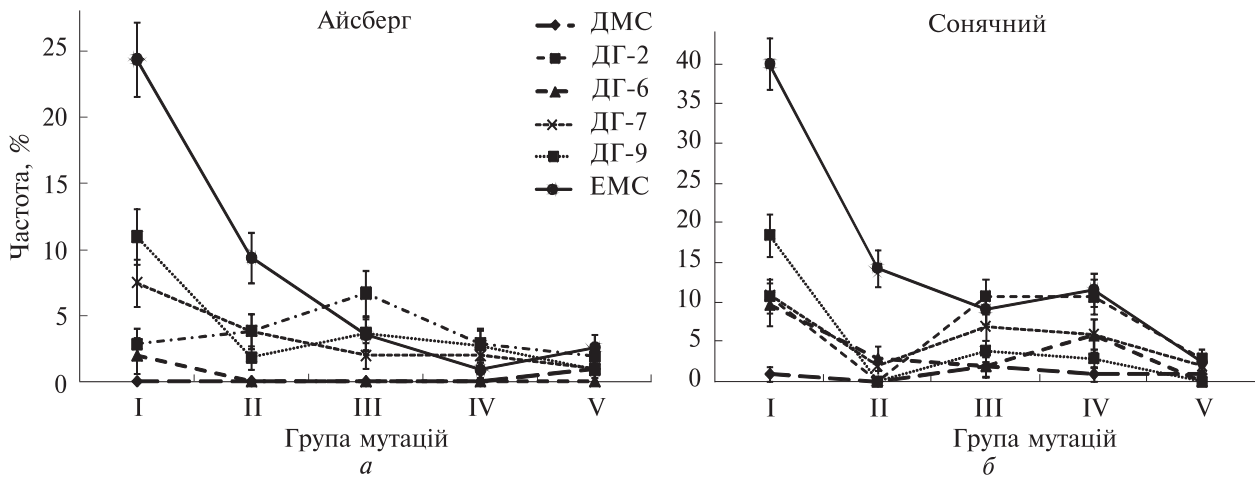 Айсберг
Частота, %
25
20
15
10
5
0
I II III IV V
Група мутацій
а
ДМС
ДГ-2
ДГ-6
ДГ-7
ДГ-9
ЕМС
Сонячний
40
35
30
25
20
15
10
5
0
I II III IV V
Група мутацій
б